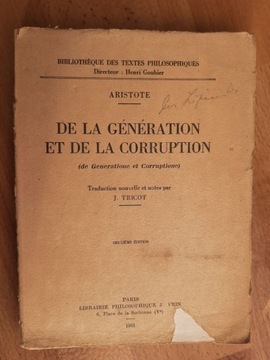 BIBLIOTHÈQUE DES TEXTES PHILOSOPHIQUES
Directeur : Henri Gouhier
ARISTOTE
DE LA GÉNÉRATION
ET DE LA CORRUPTION
(de Generatione et Corruptione)
Traduction nouvelle et notes par
J. TRICOT
DEUXIÈME ÉDITION
PARIS
LIBRAIRIE PHILOSOPHIQUE J. VRIN
6, Place de la Sorbonne (Vᵉ)
1951